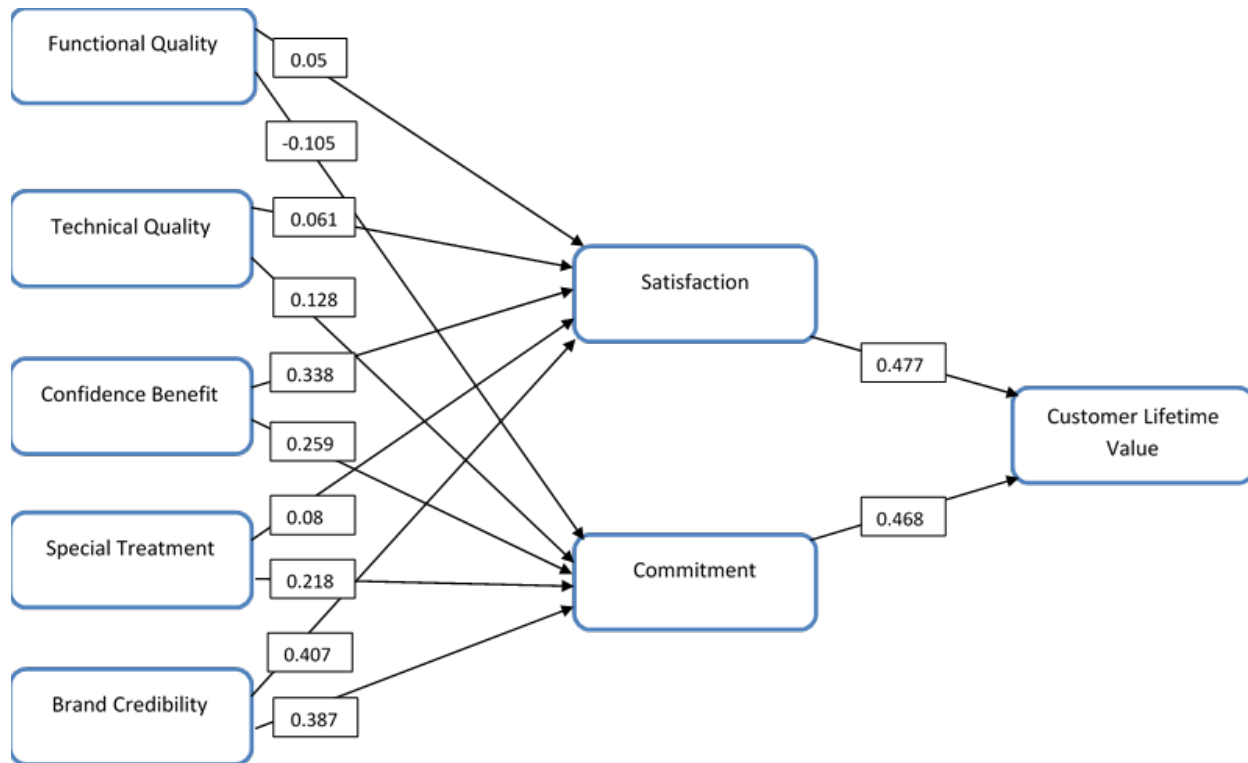 Functional Quality
0.05
-0.105
Technical Quality
0.061
0.128
Satisfaction
Confidence Benefit
0.338
0.259
0.477
Customer Lifetime
Value
Special Treatment
0.08
0.218
0.468
Commitment
Brand Credibility
0.407
0.387